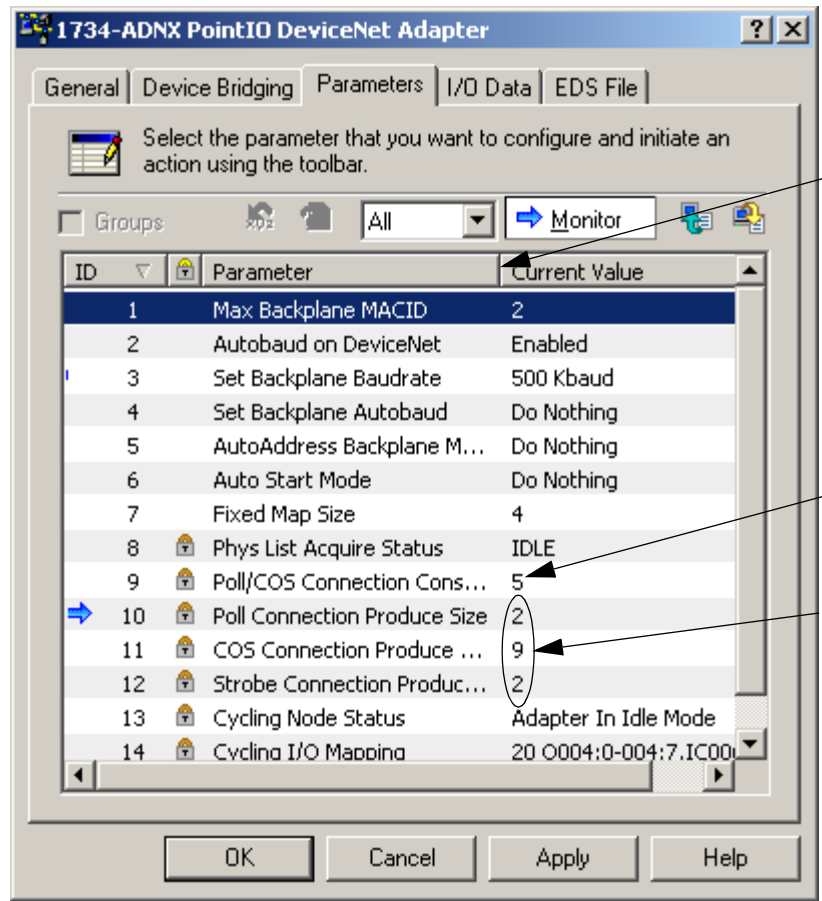 1734-ADNX PointIO DeviceNet Adapter
General Device Bridging Parameters I/O Data EDS File
Select the parameter that you want to configure and initiate an
action using the toolbar.
Groups All Monitor
ID Parameter Current Value
1 Max Backplane MACID 2
2 Autobaud on DeviceNet Enabled
3 Set Backplane Baudrate 500 Kbaud
4 Set Backplane Autobaud Do Nothing
5 AutoAddress Backplane M... Do Nothing
6 Auto Start Mode Do Nothing
7 Fixed Map Size 4
8 Phys List Acquire Status IDLE
9 Poll/COS Connection Cons... 5
10 Poll Connection Produce Size 2
11 COS Connection Produce ... 9
12 Strobe Connection Produc... 2
13 Cycling Node Status Adapter In Idle Mode
14 Cycling I/O Mapping 20 O004:0-004:7.IC00
OK Cancel Apply Help